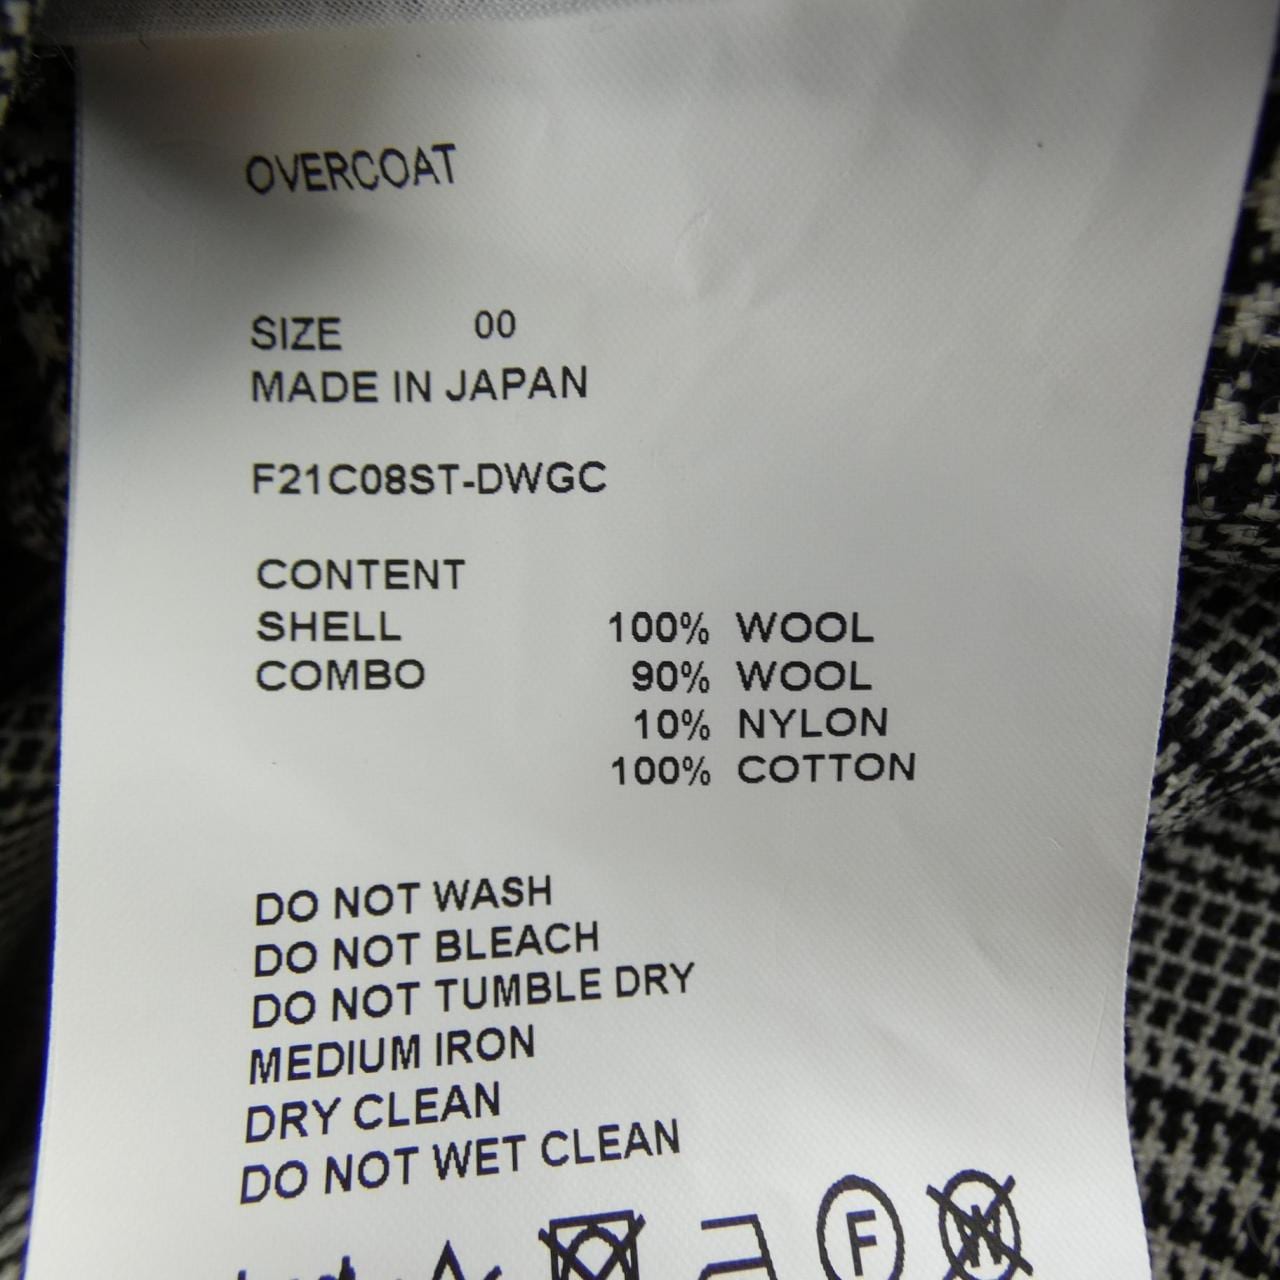 OVERCOAT
SIZE 00
MADE IN JAPAN
F21C08ST-DWGC
CONTENT
SHELL 100% WOOL
COMBO 90% WOOL
10% NYLON
100% COTTON
DO NOT WASH
DO NOT BLEACH
DO NOT TUMBLE DRY
MEDIUM IRON
DRY CLEAN
DO NOT WET CLEAN
F W